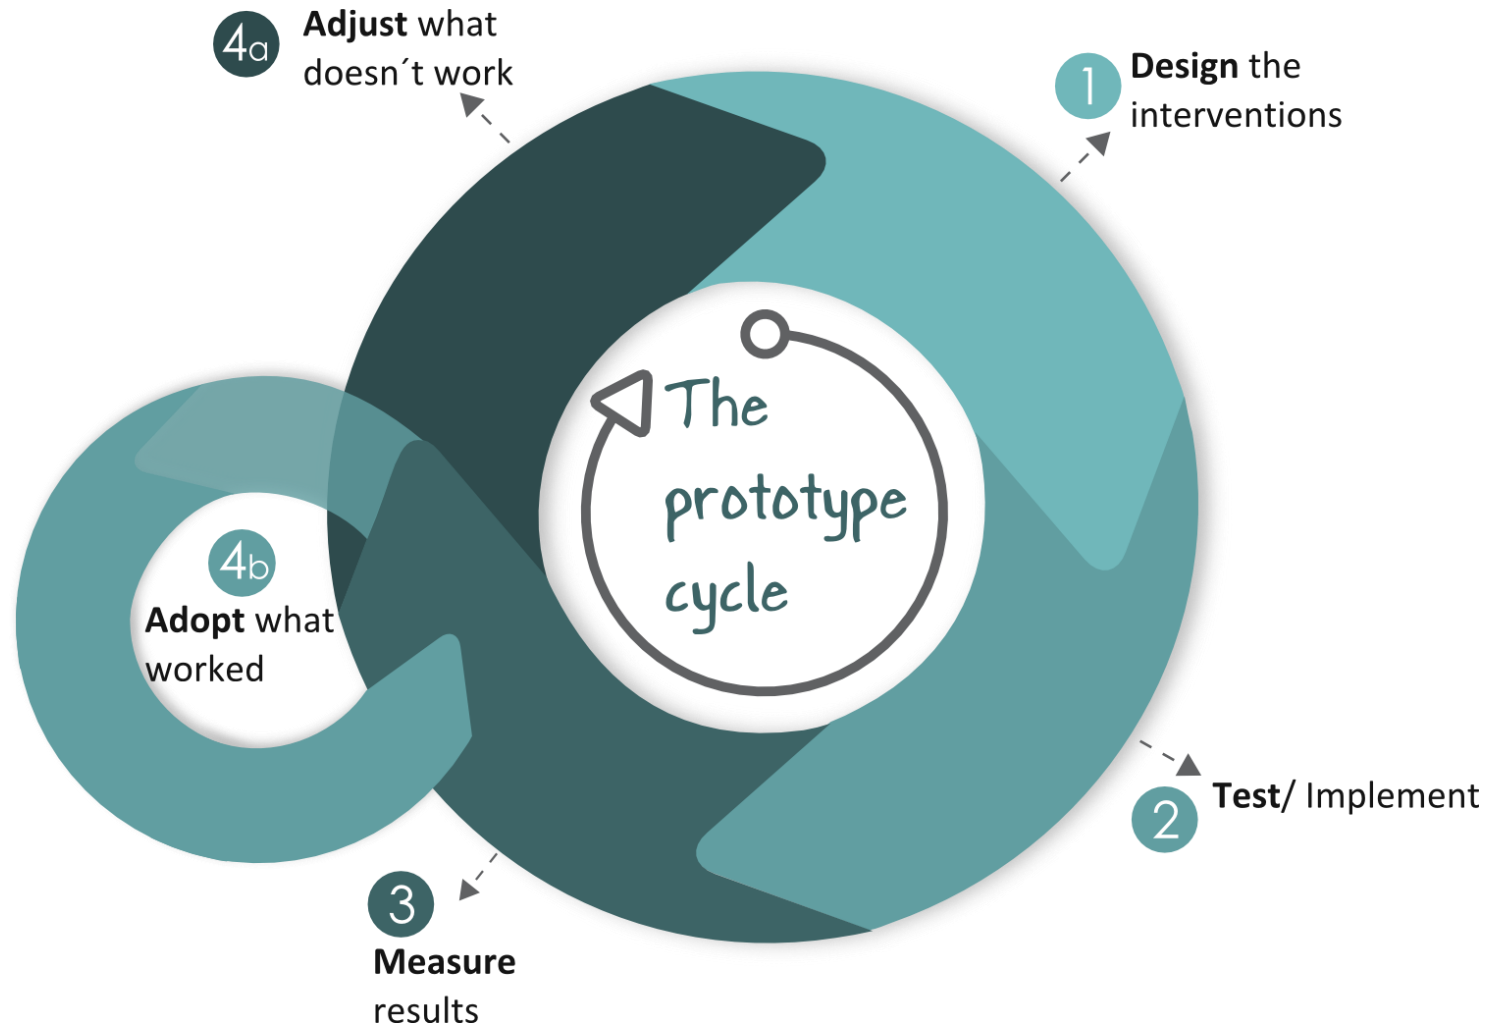 4a
Adjust what
doesn´t work
1
Design the
interventions
The
prototype
cycle
4b
Adopt what
worked
2
Test/ Implement
3
Measure
results